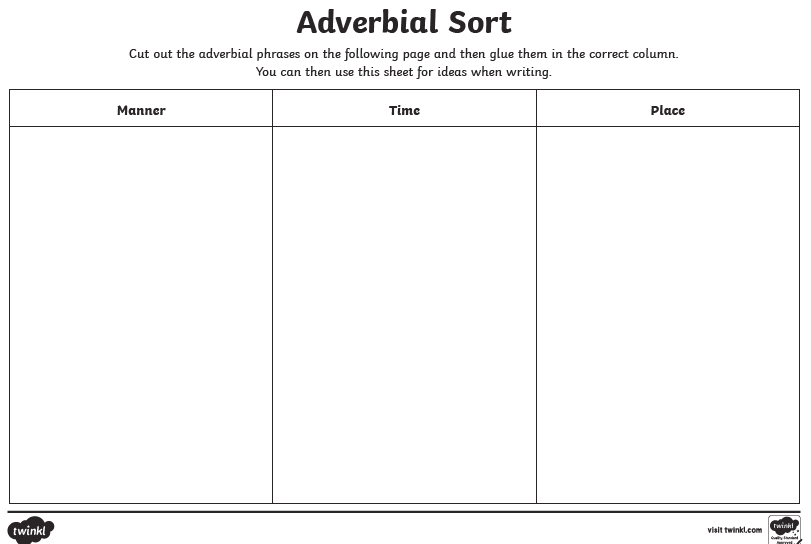 Adverbial Sort
Cut out the adverbial phrases on the following page and then glue them in the correct column.
You can then use this sheet for ideas when writing.
Manner
Time
Place
twinkl
visit twinkl.com
twinkl
Quality Standard
Approved